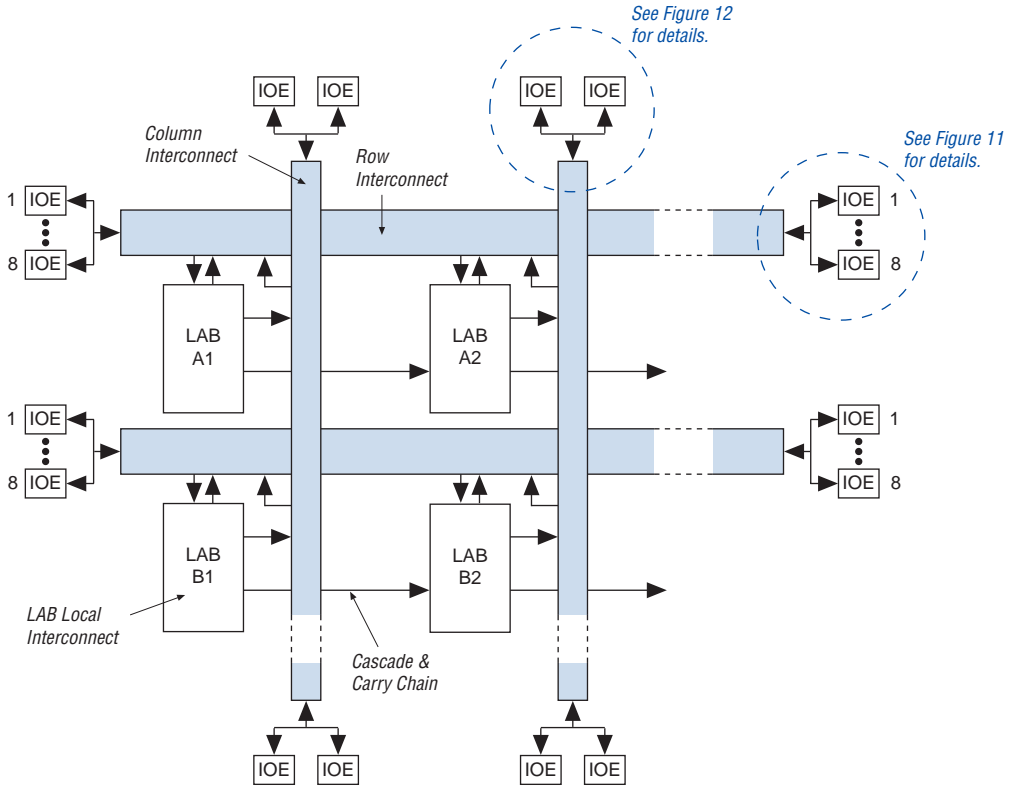 See Figure 12
for details.
IOE IOE
IOE IOE
Column
Interconnect
Row
Interconnect
See Figure 11
for details.
1 IOE
8 IOE
IOE 1
IOE 8
LAB
A1
LAB
A2
1 IOE
8 IOE
IOE 1
IOE 8
LAB
B1
LAB
B2
LAB Local
Interconnect
Cascade &
Carry Chain
IOE IOE
IOE IOE